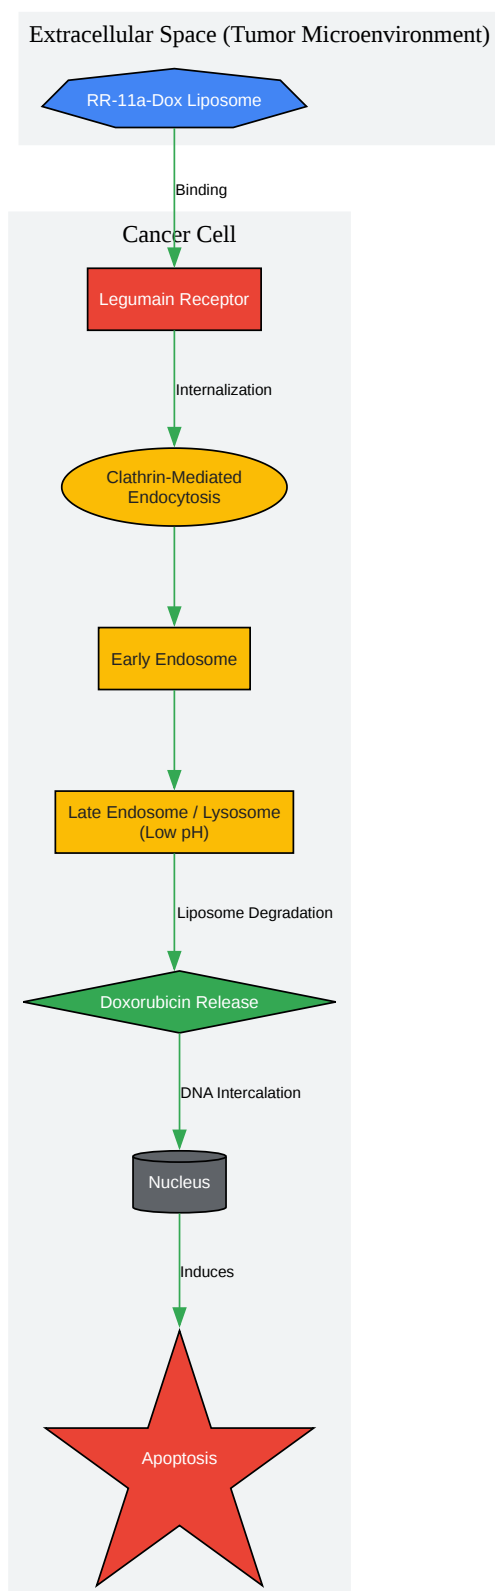 Extracellular Space (Tumor Microenvironment)
RR-11a-Dox Liposome
Binding
Cancer Cell
Legumain Receptor
Internalization
Clathrin-Mediated
Endocytosis
Early Endosome
Late Endosome / Lysosome
(Low pH)
Liposome Degradation
Doxorubicin Release
DNA Intercalation
Nucleus
Induces
Apoptosis